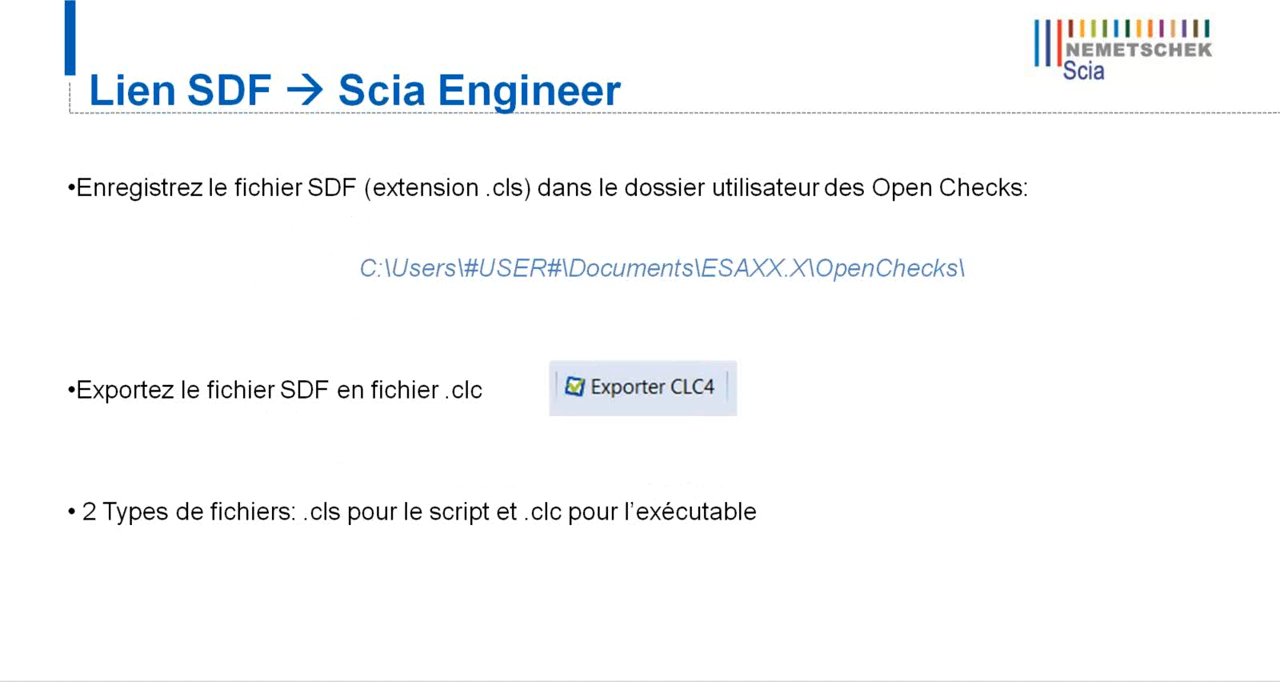 NEMETSCHEK
Scia
Lien SDF → Scia Engineer
•Enregistrez le fichier SDF (extension .cls) dans le dossier utilisateur des Open Checks:
C:\Users\#USER#\Documents\ESAXX.X\OpenChecks\
•Exportez le fichier SDF en fichier .clc
Exporter CLC4
• 2 Types de fichiers: .cls pour le script et .clc pour l’exécutable